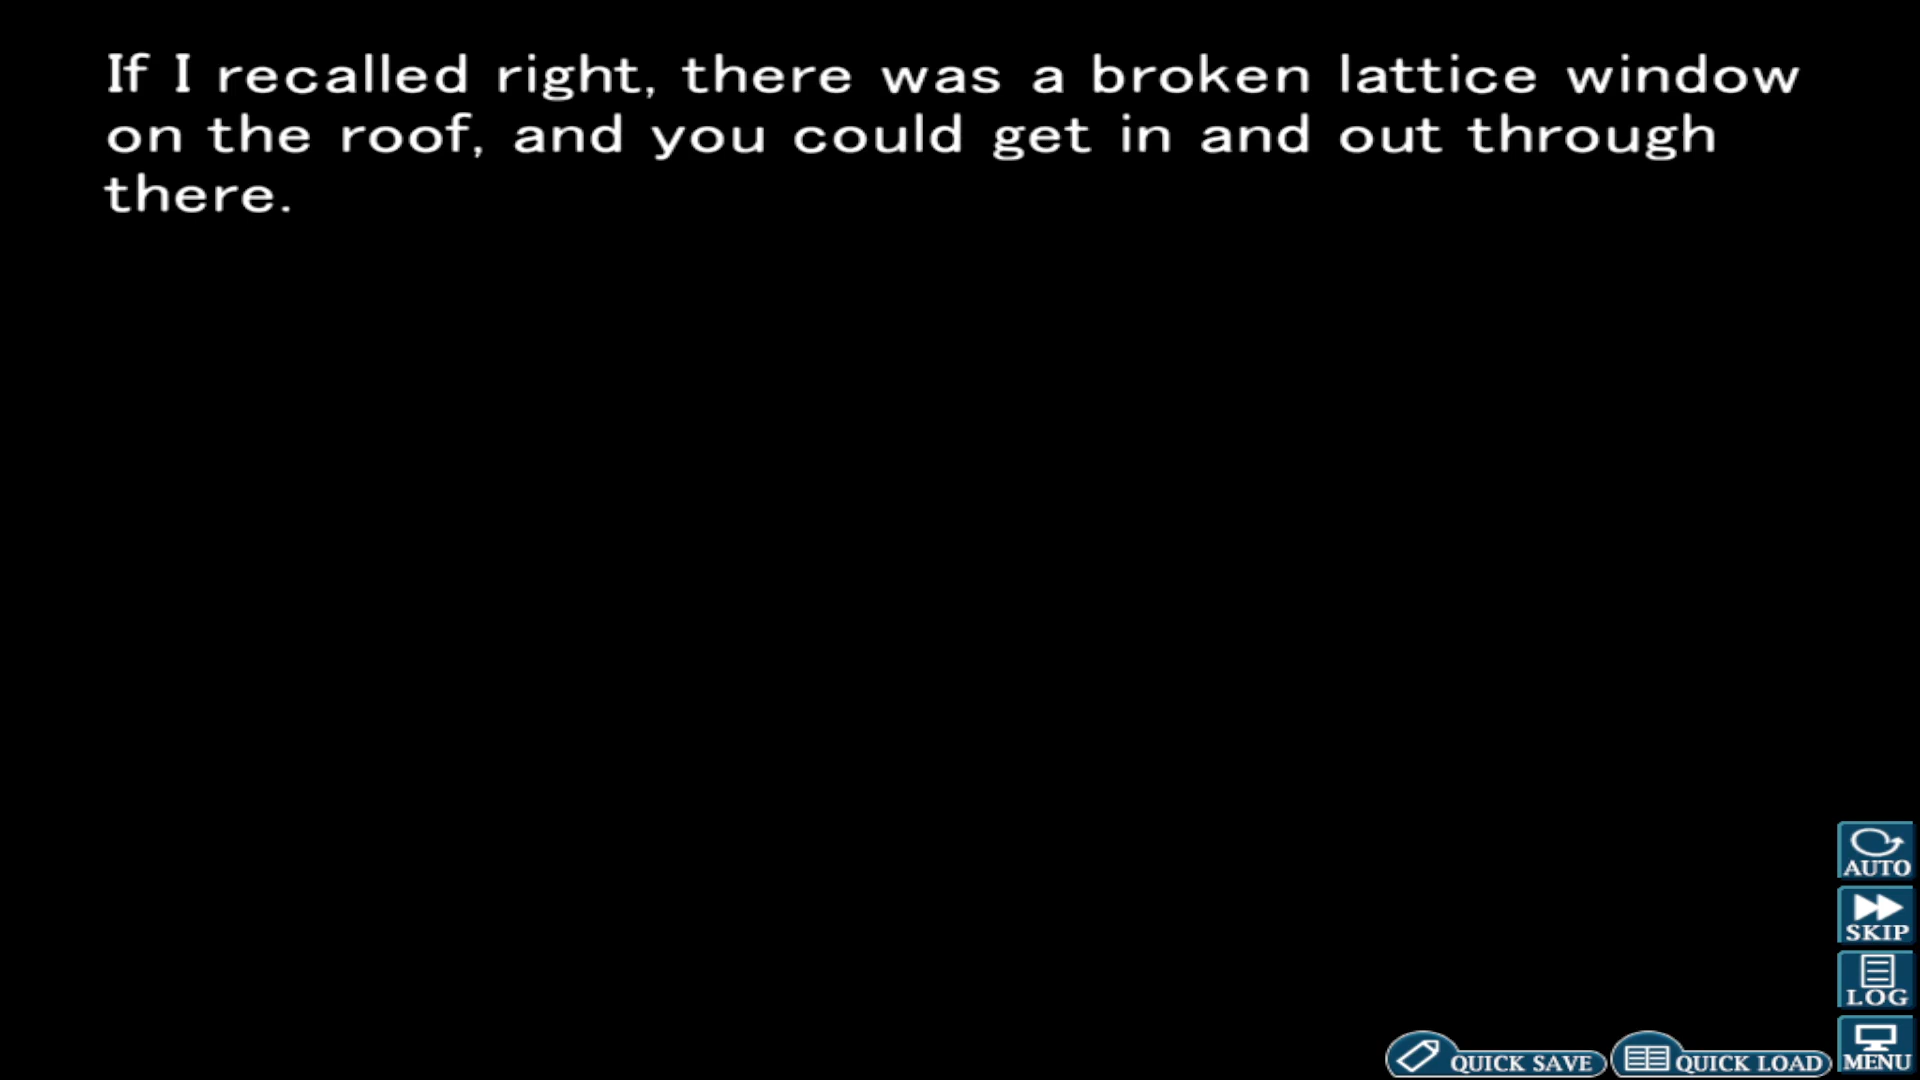 If I recalled right, there was a broken lattice window
on the roof, and you could get in and out through
there.
AUTO
SKIP
LOG
QUICK SAVE
QUICK LOAD
MENU